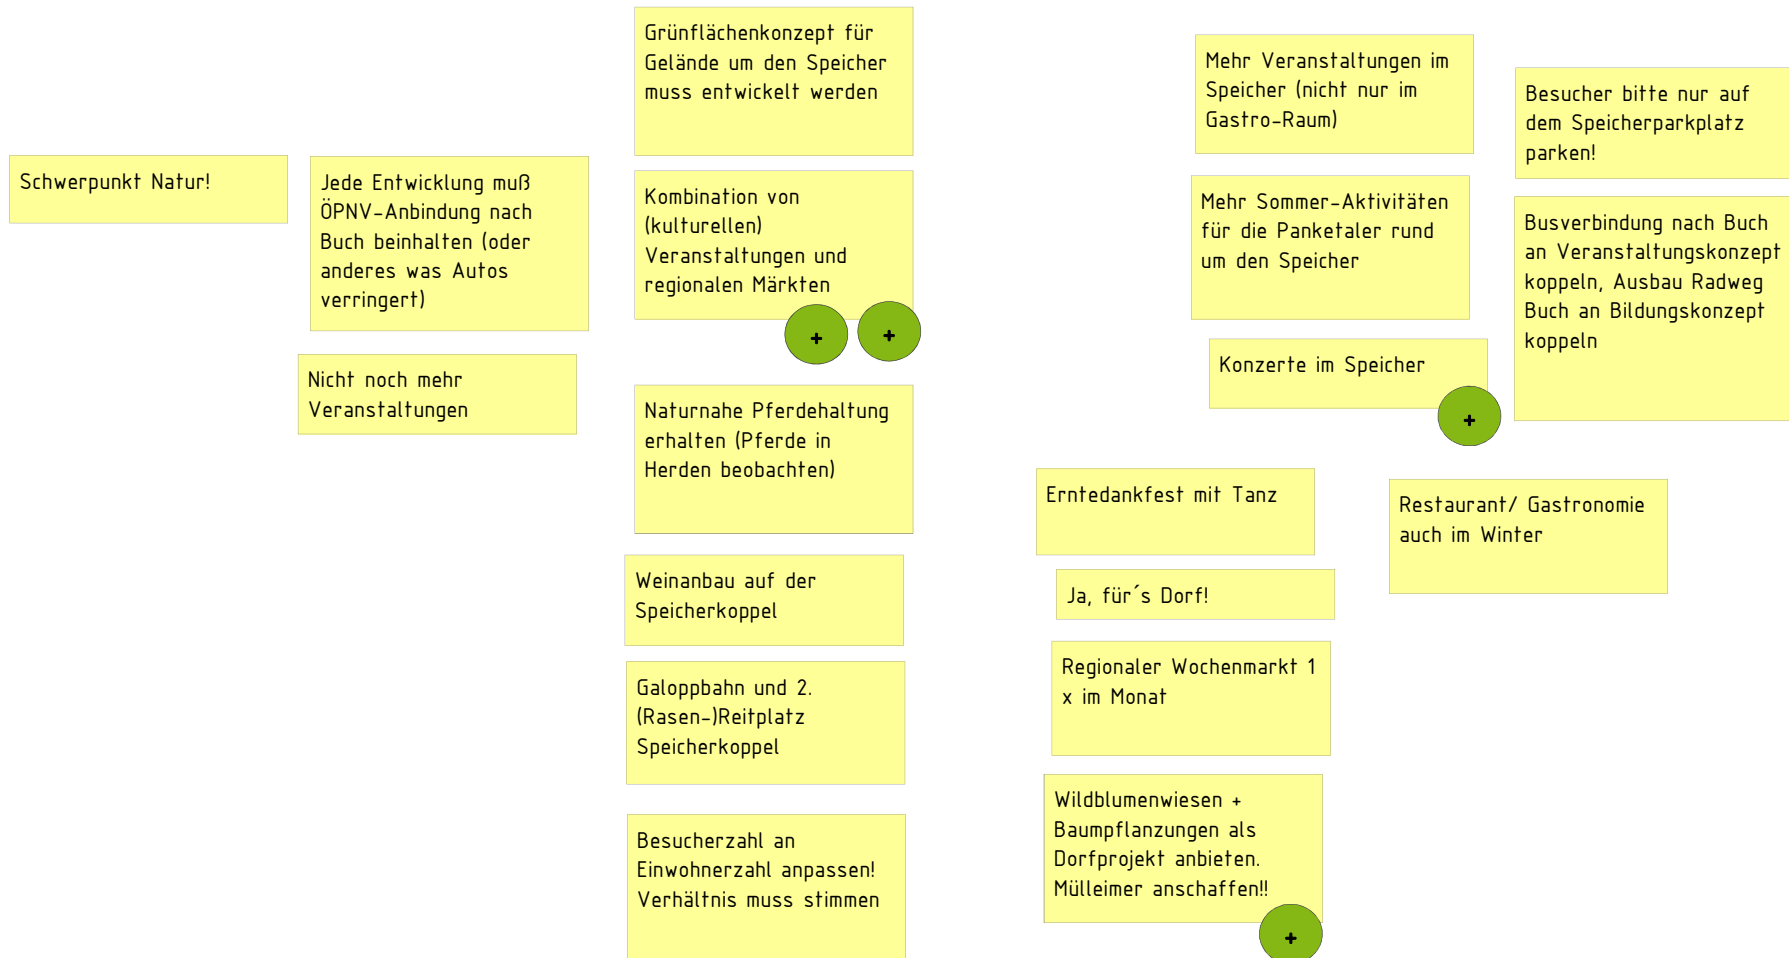 Schwerpunkt Natur!
Jede Entwicklung muß
ÖPNV-Anbindung nach
Buch beinhalten (oder
anderes was Autos
verringert)
Nicht noch mehr
Veranstaltungen
Grünflächenkonzept für
Gelände um den Speicher
muss entwickelt werden
Kombination von
(kulturellen)
Veranstaltungen und
regionalen Märkten
+ +
Naturnahe Pferdehaltung
erhalten (Pferde in
Herden beobachten)
Weinanbau auf der
Speicherkoppel
Galoppbahn und 2.
(Rasen-)Reitplatz
Speicherkoppel
Besucherzahl an
Einwohnerzahl anpassen!
Verhältnis muss stimmen
Mehr Veranstaltungen im
Speicher (nicht nur im
Gastro-Raum)
Mehr Sommer-Aktivitäten
für die Panketaler rund
um den Speicher
Konzerte im Speicher
+
Erntedankfest mit Tanz
Ja, für´s Dorf!
Regionaler Wochenmarkt 1
x im Monat
Wildblumenwiesen +
Baumpflanzungen als
Dorfprojekt anbieten.
Mülleimer anschaffen!!
+
Besucher bitte nur auf
dem Speicherparkplatz
parken!
Busverbindung nach Buch
an Veranstaltungskonzept
koppeln, Ausbau Radweg
Buch an Bildungskonzept
koppeln
Restaurant/ Gastronomie
auch im Winter